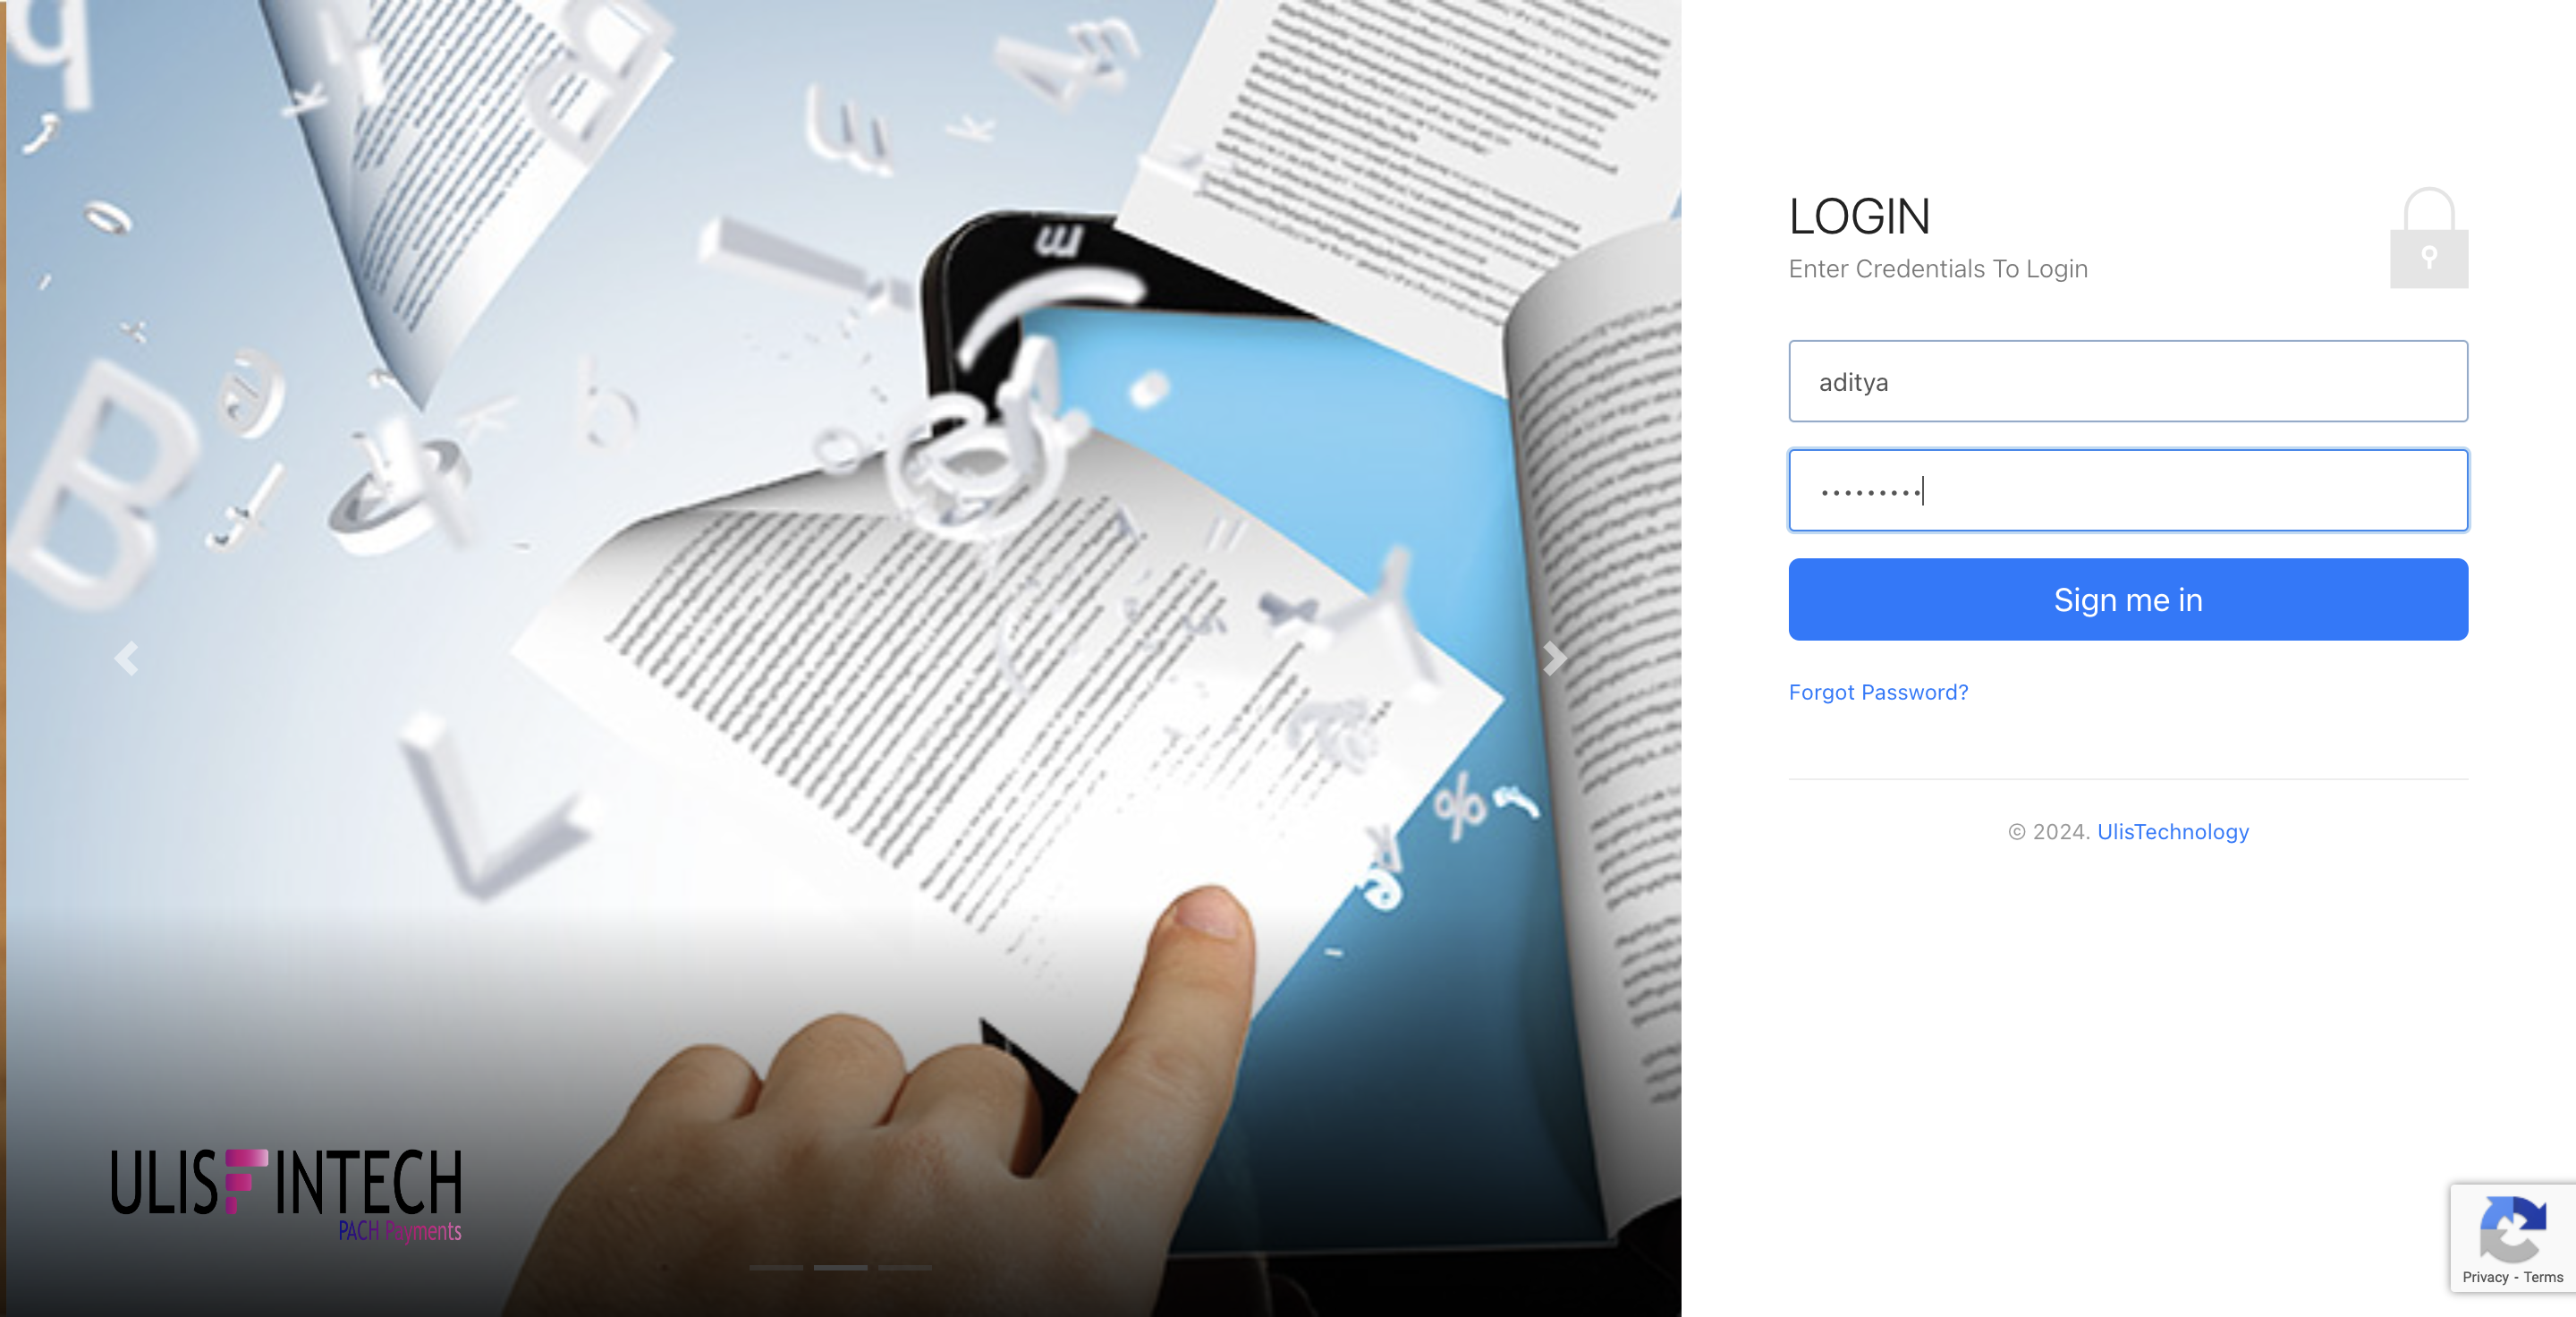 LOGIN
Enter Credentials To Login
aditya
•••••••••
Sign me in
Forgot Password?
© 2024. UlisTechnology
ULISFINTECH
PACH Payments
Privacy - Terms